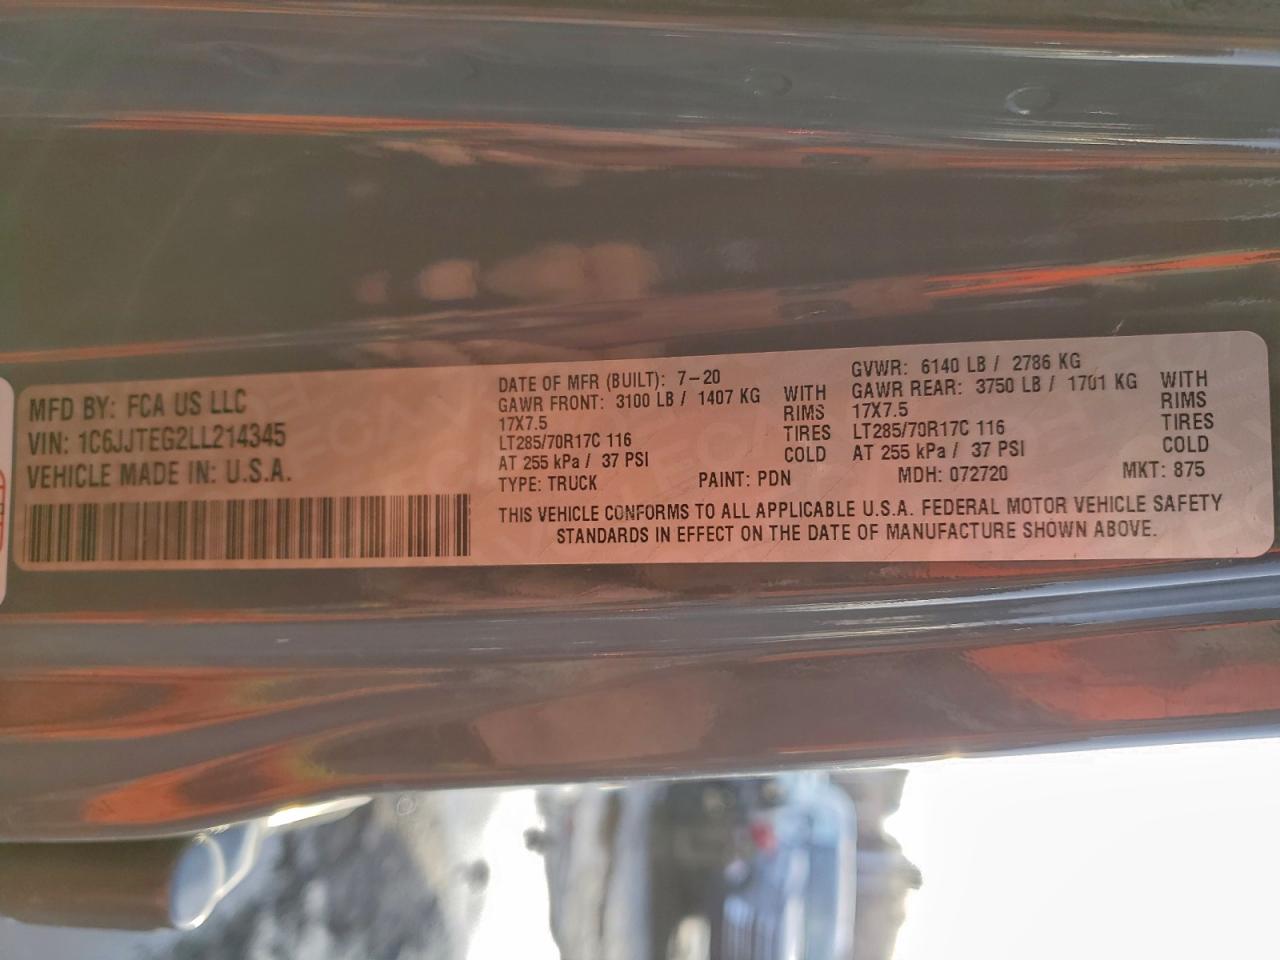 MFD BY: FCA US LLC
VIN: 1C6JJTEG2LL214345
VEHICLE MADE IN: U.S.A.
DATE OF MFR (BUILT): 7-20
GAWR FRONT: 3100 LB / 1407 KG WITH
17X7.5 RIMS
LT285/70R17C 116 TIRES
AT 255 kPa / 37 PSI COLD
GVWR: 6140 LB / 2786 KG
GAWR REAR: 3750 LB / 1701 KG WITH
17X7.5 RIMS
LT285/70R17C 116 TIRES
AT 255 kPa / 37 PSI COLD
TYPE: TRUCK PAINT: PDN MDH: 072720 MKT: 875
THIS VEHICLE CONFORMS TO ALL APPLICABLE U.S.A. FEDERAL MOTOR VEHICLE SAFETY
STANDARDS IN EFFECT ON THE DATE OF MANUFACTURE SHOWN ABOVE.